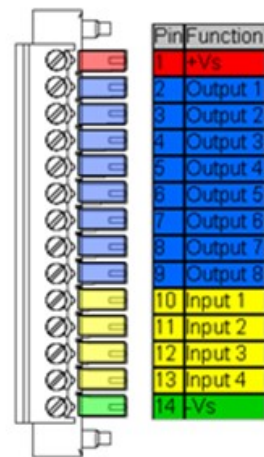 Pin Function
1 +Vs
2 Output 1
3 Output 2
4 Output 3
5 Output 4
6 Output 5
7 Output 6
8 Output 7
9 Output 8
10 Input 1
11 Input 2
12 Input 3
13 Input 4
14 -Vs